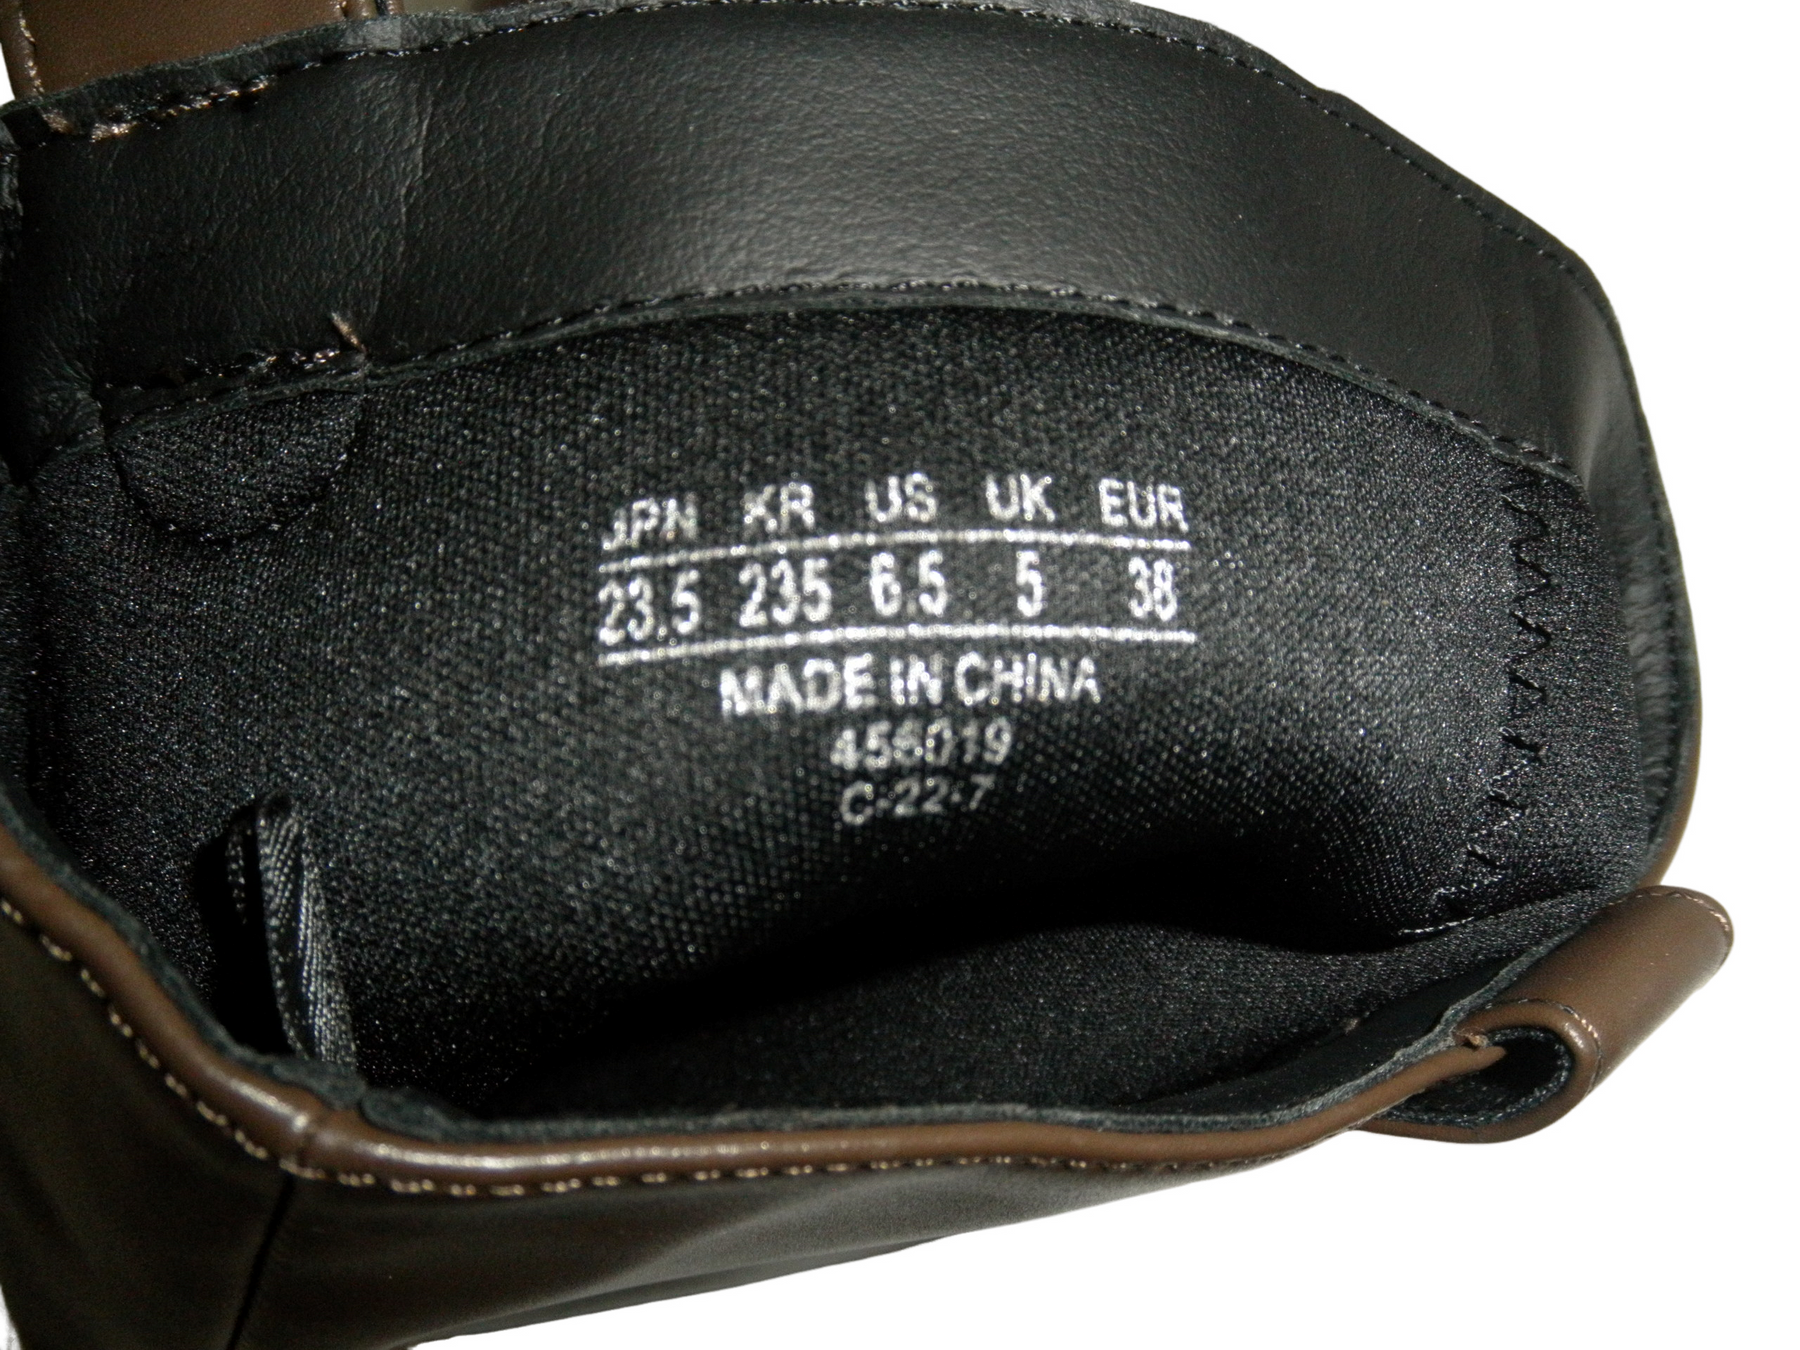 JPN KR US UK EUR
23.5 235 6.5 5 38
MADE IN CHINA
456019
C-22-7